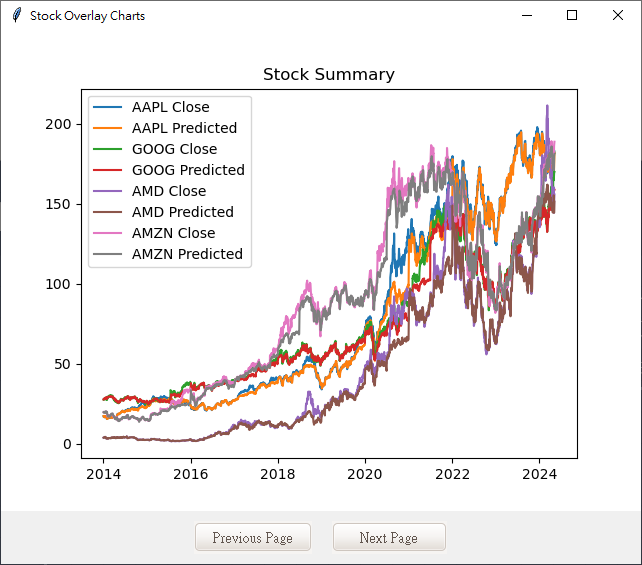 Stock Overlay Charts
Stock Summary
AAPL Close
AAPL Predicted
GOOG Close
GOOG Predicted
AMD Close
AMD Predicted
AMZN Close
AMZN Predicted
200
150
100
50
0
2014 2016 2018 2020 2022 2024
Previous Page Next Page